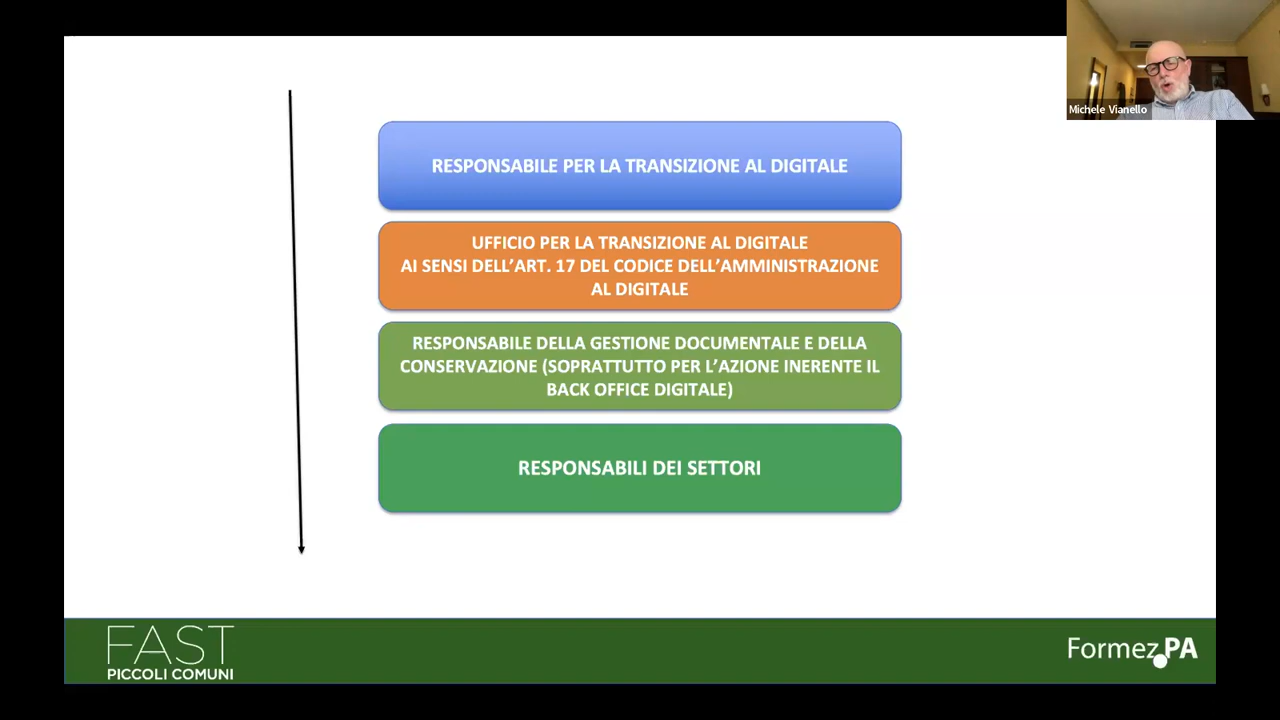 Michele Vianello
RESPONSABILE PER LA TRANSIZIONE AL DIGITALE
UFFICIO PER LA TRANSIZIONE AL DIGITALE
AI SENSI DELL'ART. 17 DEL CODICE DELL'AMMINISTRAZIONE
AL DIGITALE
RESPONSABILE DELLA GESTIONE DOCUMENTALE E DELLA
CONSERVAZIONE (SOPRATTUTTO PER L'AZIONE INERENTE IL
BACK OFFICE DIGITALE)
RESPONSABILI DEI SETTORI
FAST
PICCOLI COMUNI
Formez PA